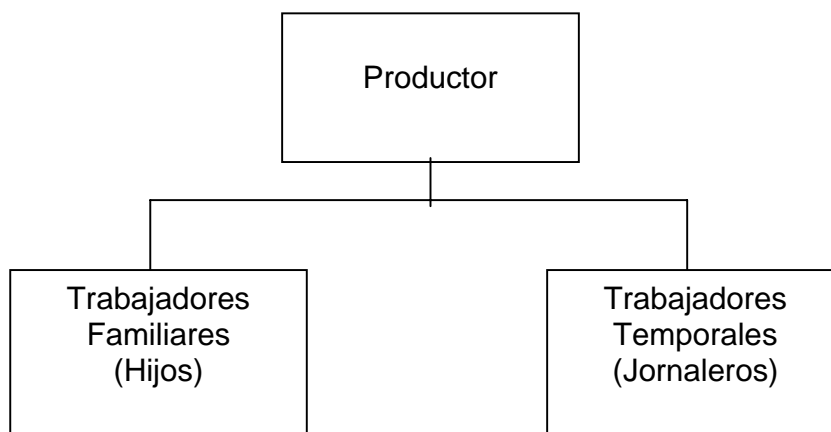 Productor
Trabajadores
Familiares
(Hijos)
Trabajadores
Temporales
(Jornaleros)